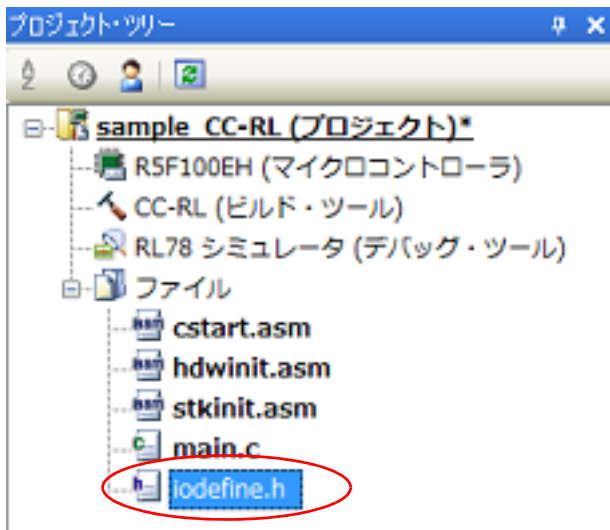 プロジェクト・ツリー
sample_CC-RL (プロジェクト)*
R5F100EH (マイクロコントローラ)
CC-RL (ビルド・ツール)
RL78 シミュレータ (デバッグ・ツール)
ファイル
cstart.asm
hdwinit.asm
stkinit.asm
main.c
iodefine.h